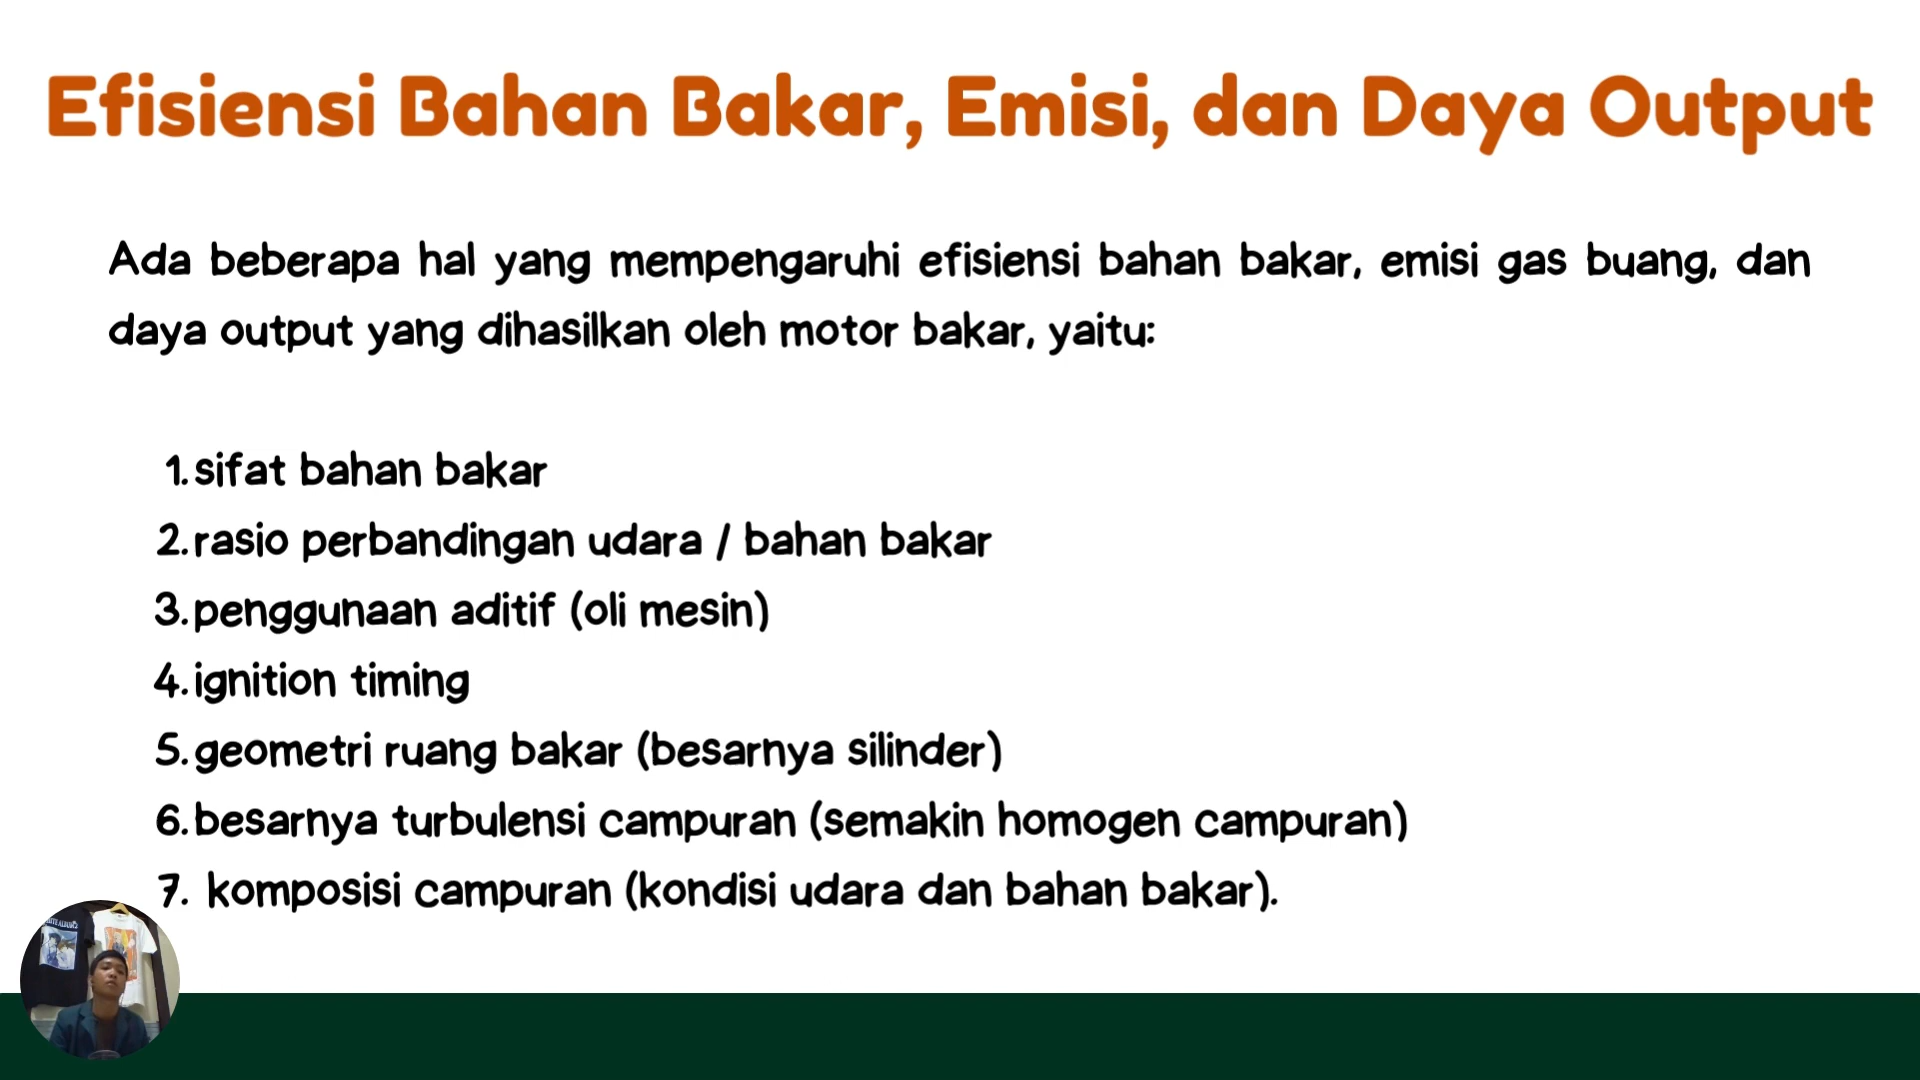 Efisiensi Bahan Bakar, Emisi, dan Daya Output
Ada beberapa hal yang mempengaruhi efisiensi bahan bakar, emisi gas buang, dan
daya output yang dihasilkan oleh motor bakar, yaitu:
1. sifat bahan bakar
2. rasio perbandingan udara / bahan bakar
3. penggunaan aditif (oli mesin)
4. ignition timing
5. geometri ruang bakar (besarnya silinder)
6. besarnya turbulensi campuran (semakin homogen campuran)
7. komposisi campuran (kondisi udara dan bahan bakar).